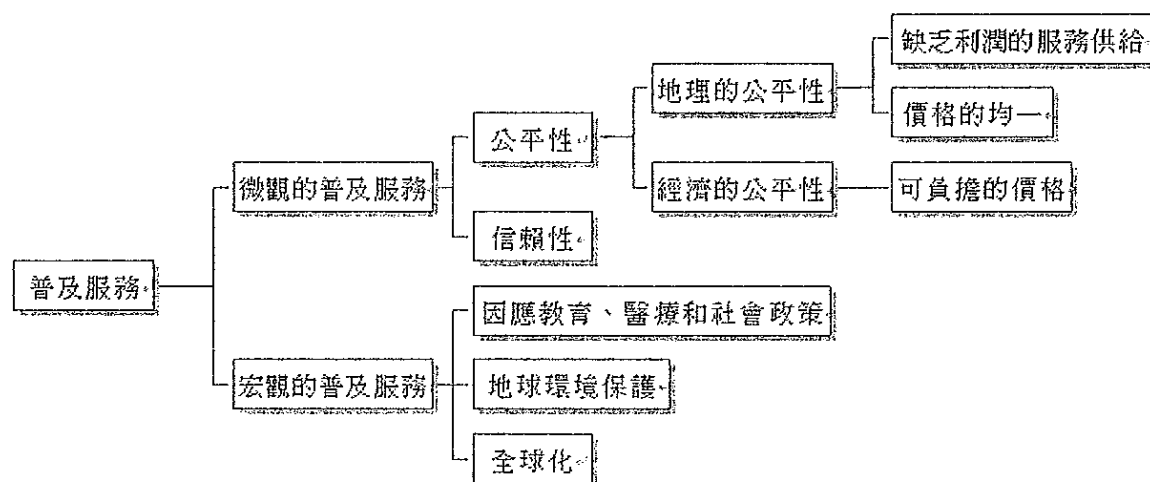 缺乏利潤的服務供給
地理的公平性
價格的均一
公平性
微觀的普及服務
經濟的公平性
可負擔的價格
信賴性
普及服務
因應教育、醫療和社會政策
宏觀的普及服務
地球環境保護
全球化